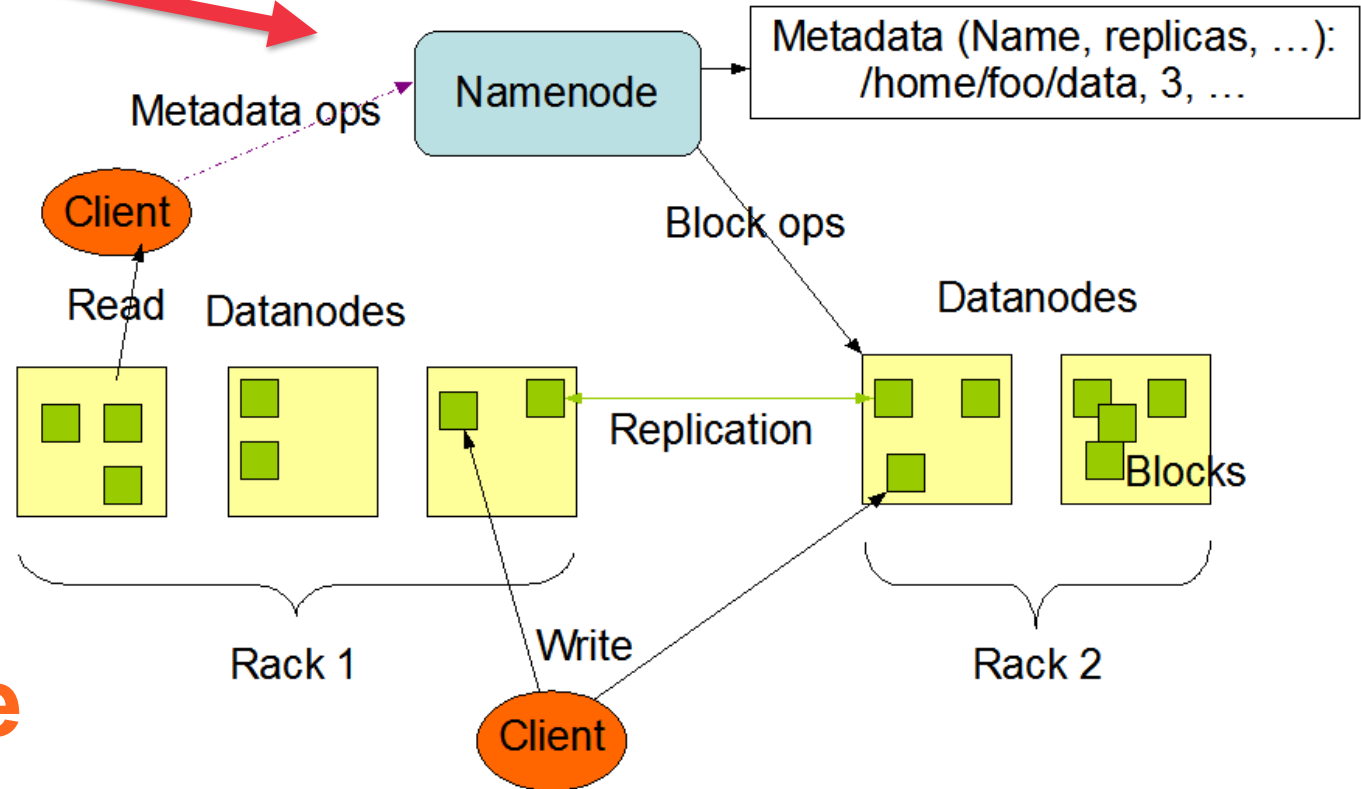 Metadata (Name, replicas, …):
/home/foo/data, 3, …
Namenode
Metadata ops
Client
Block ops
Read
Datanodes
Datanodes
Replication
Blocks
Rack 1
Write
Rack 2
Client
e